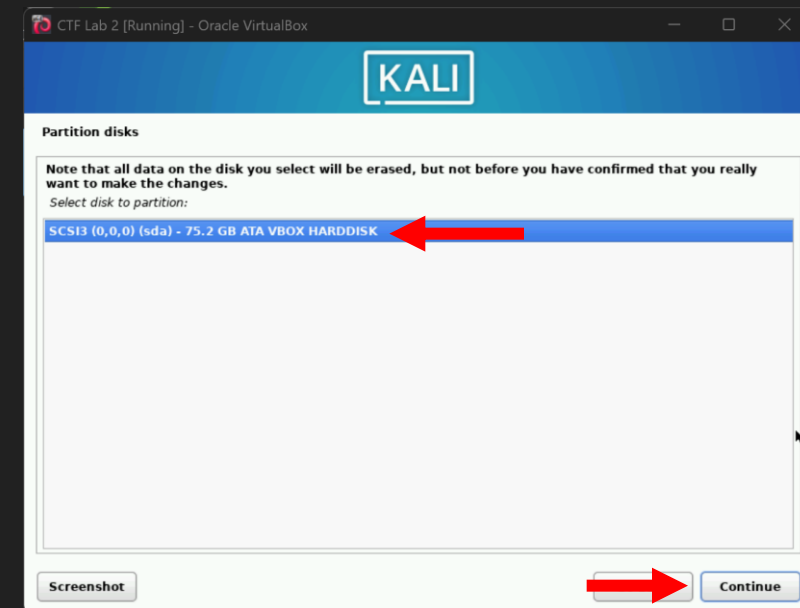 CTF Lab 2 [Running] - Oracle VirtualBox
KALI
Partition disks
Note that all data on the disk you select will be erased, but not before you have confirmed that you really
want to make the changes.
Select disk to partition:
SCSI3 (0,0,0) (sda) - 75.2 GB ATA VBOX HARDDISK
Screenshot
Continue